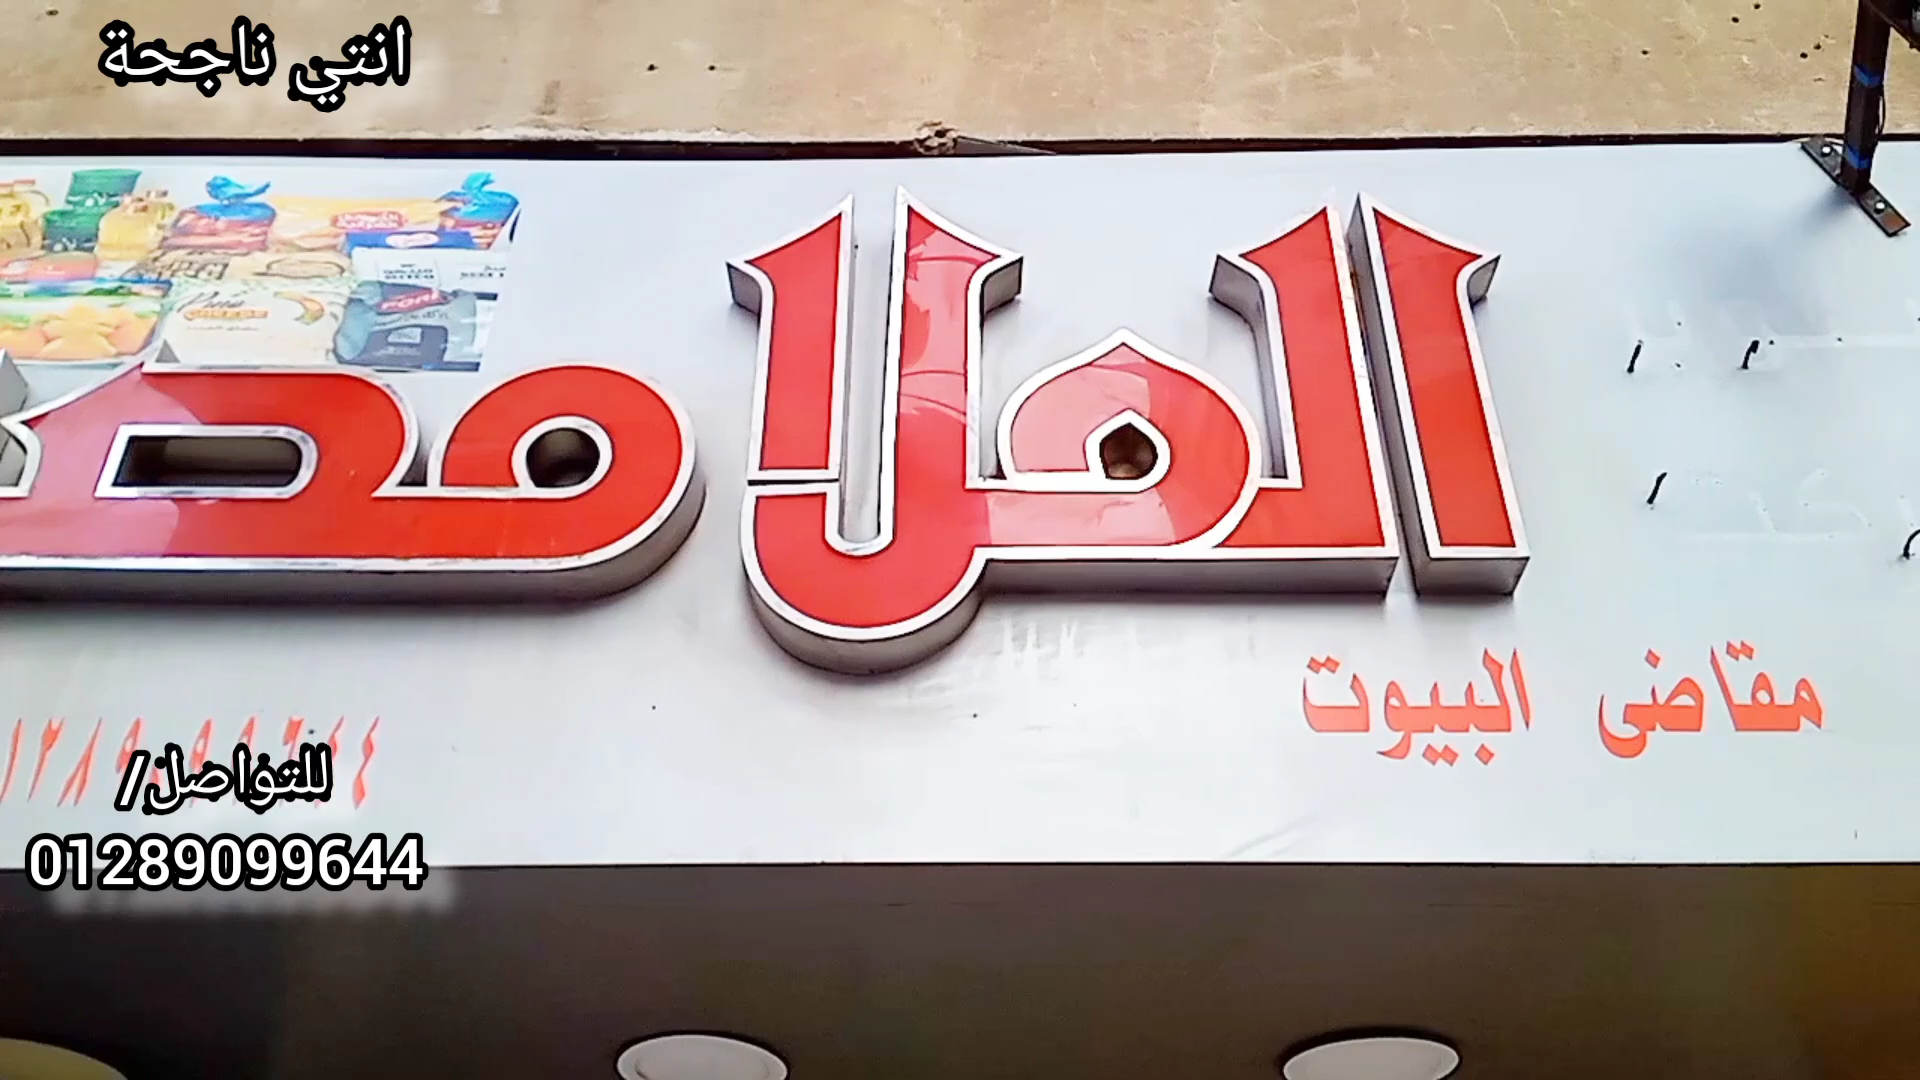 انتي ناجحة
الملا
مقاضى البيوت
للتواصل/
01289099644